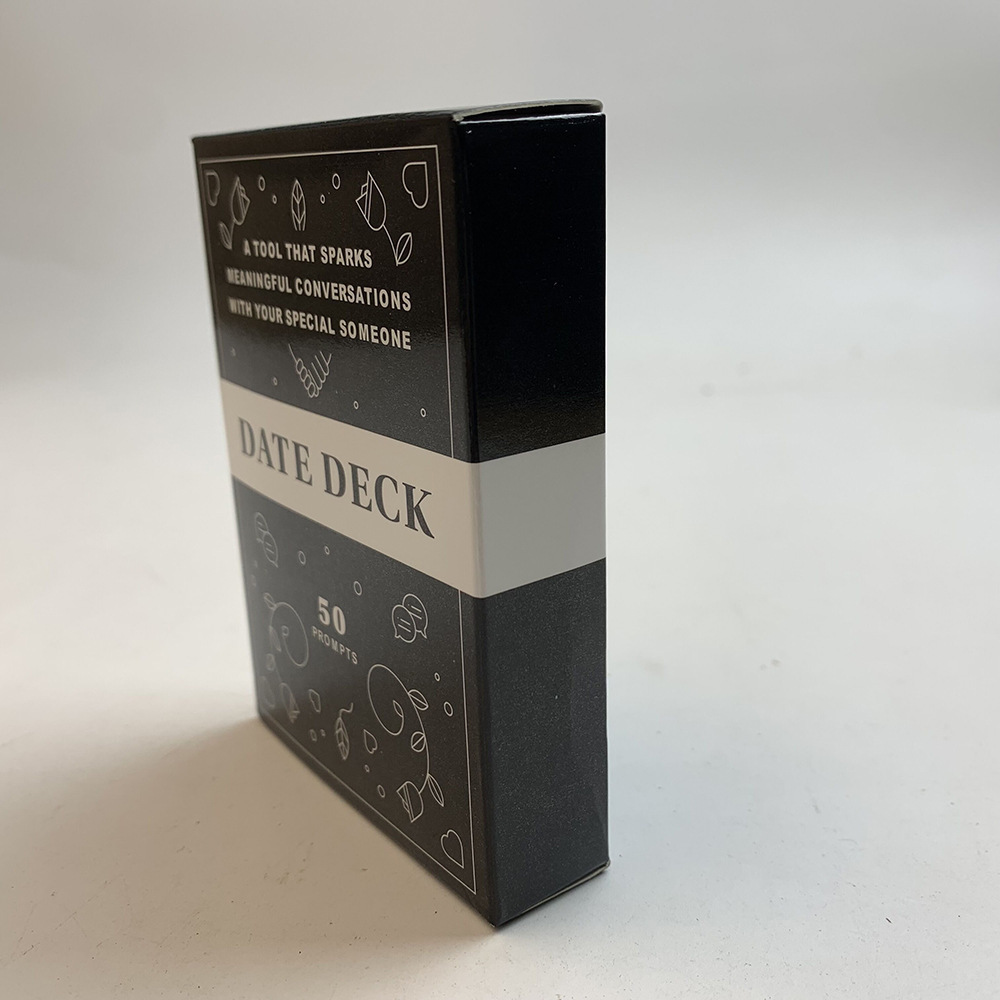 A TOOL THAT SPARKS
MEANINGFUL CONVERSATIONS
WITH YOUR SPECIAL SOMEONE
DATE DECK
50
PROMPTS